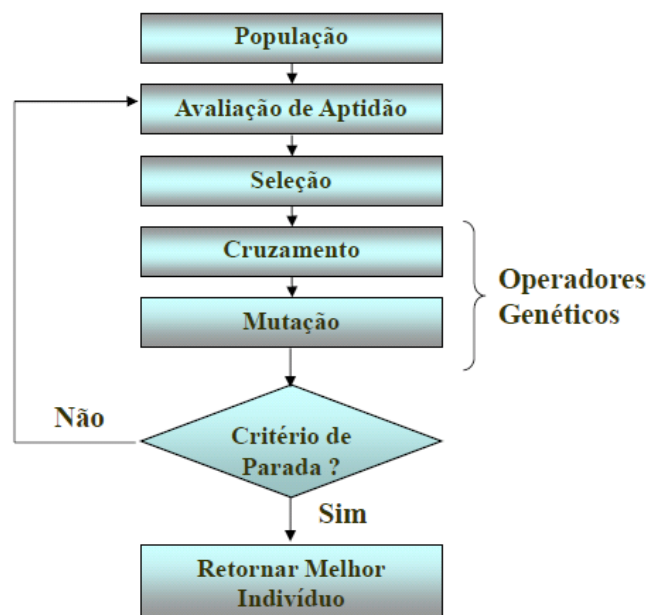 População
Avaliação de Aptidão
Seleção
Cruzamento
Mutação
Operadores
Genéticos
Não
Critério de
Parada ?
Sim
Retornar Melhor
Indivíduo